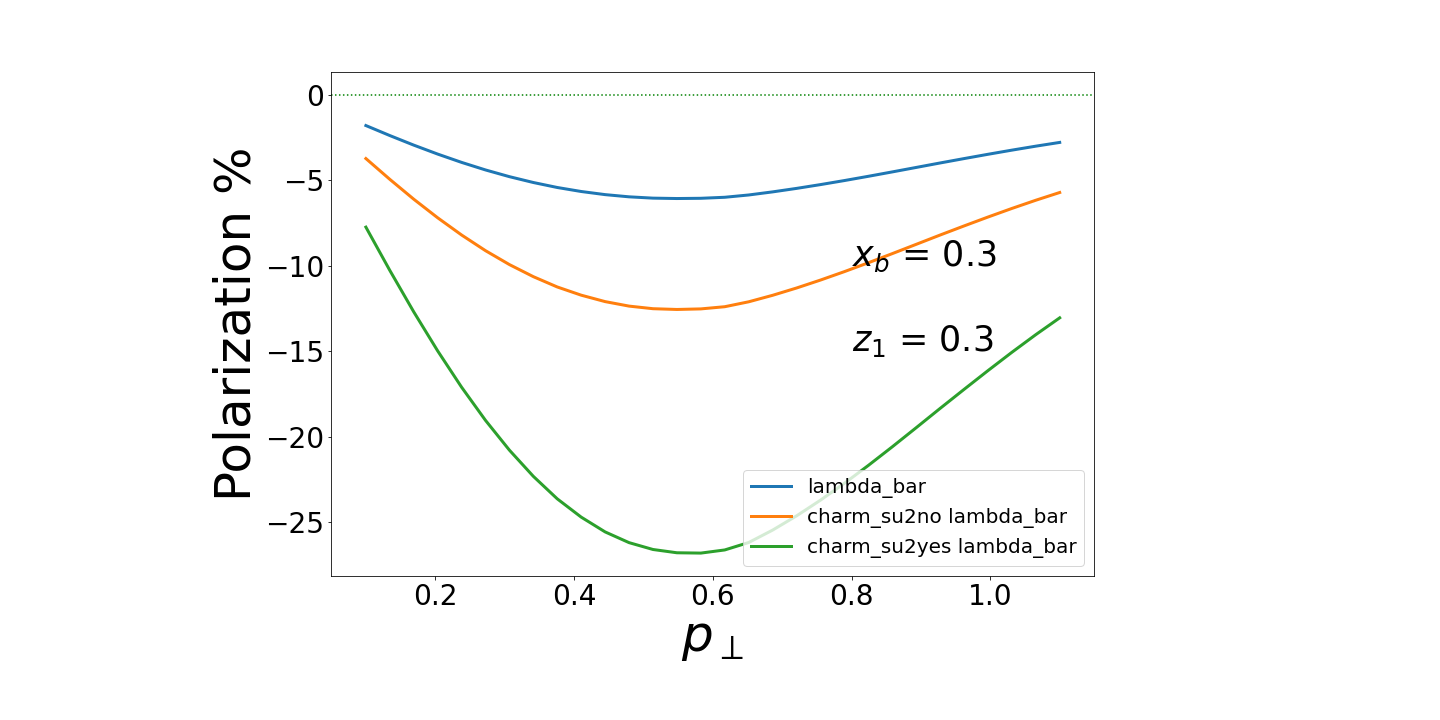 0
−5
−10
−15
−20
−25
Polarization %
x_b = 0.3
z_1 = 0.3
lambda_bar
charm_su2no lambda_bar
charm_su2yes lambda_bar
0.2 0.4 0.6 0.8 1.0
p_⊥